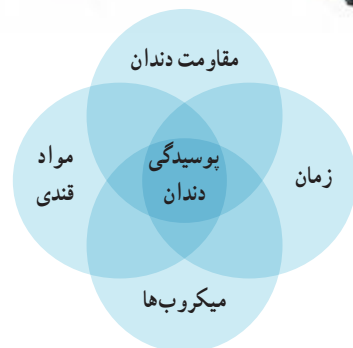 مقاومت دندان
زمان
پوسیدگی
دندان
مواد
قندی
میکروب‌ها